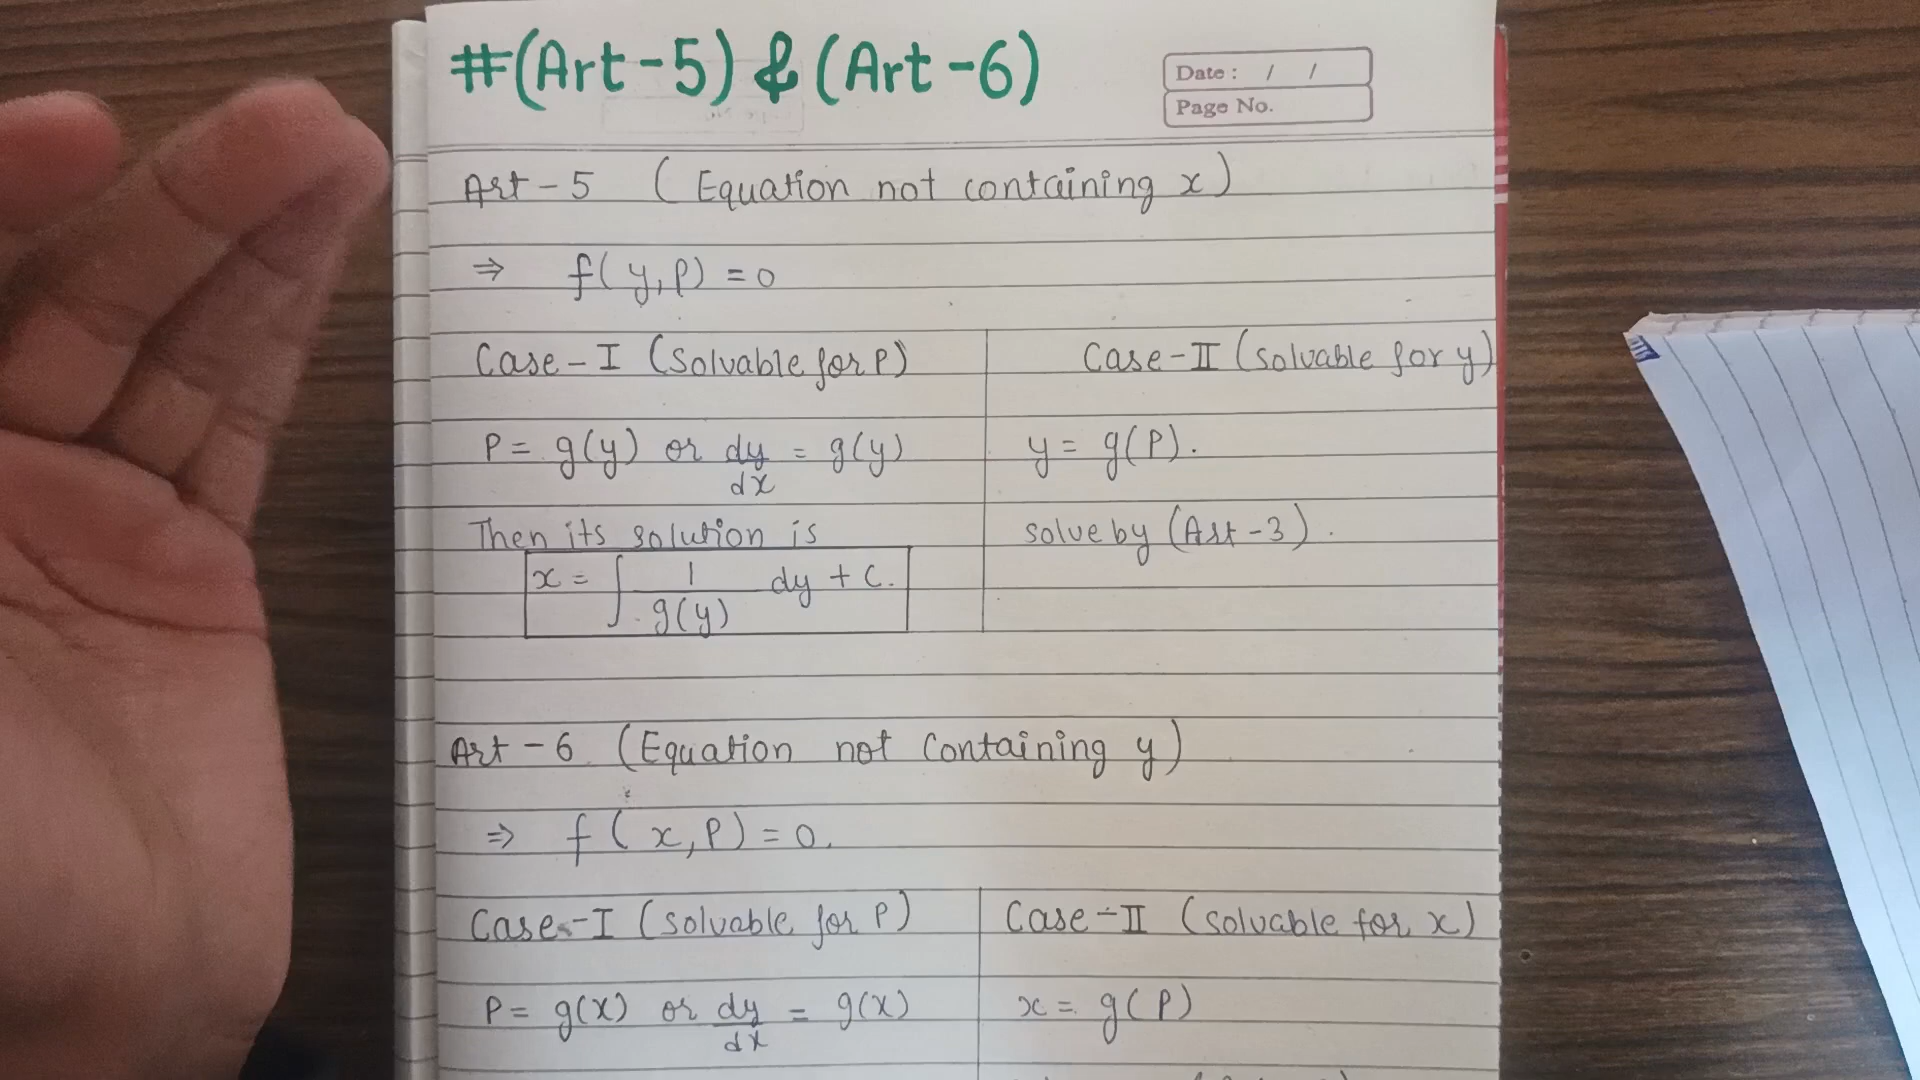 #(Art-5) & (Art-6)
Date : / /
Page No.
Art-5 (Equation not containing x)
⇒ f(y,P)=0
Case-I (Solvable for P)
P= g(y) or dy/dx = g(y)
Then its solution is
x = ∫ 1/g(y) dy + c.
Case-II (solvable for y)
y = g(P).
solve by (Art-3).
Art-6 (Equation not containing y)
⇒ f(x,P)=0.
Case-I (solvable for P)
P= g(x) or dy/dx = g(x)
Case-II (solvable for x)
x = g(P)